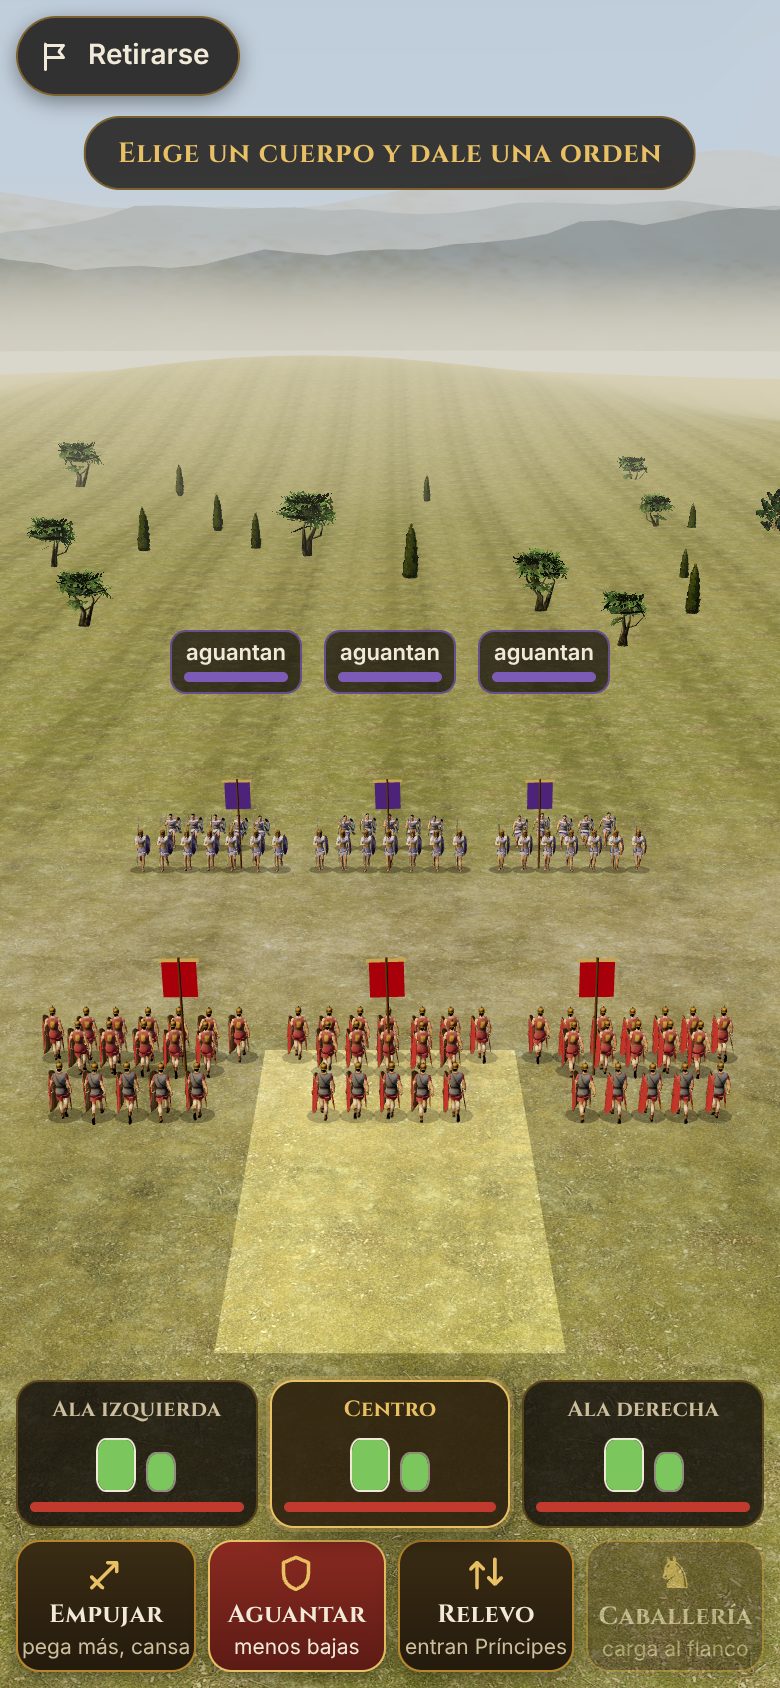 Retirarse
Elige un cuerpo y dale una orden
aguantan
aguantan
aguantan
Ala izquierda
Centro
Ala derecha
Empujar
pega más, cansa
Aguantar
menos bajas
Relevo
entran Príncipes
Caballería
carga al flanco